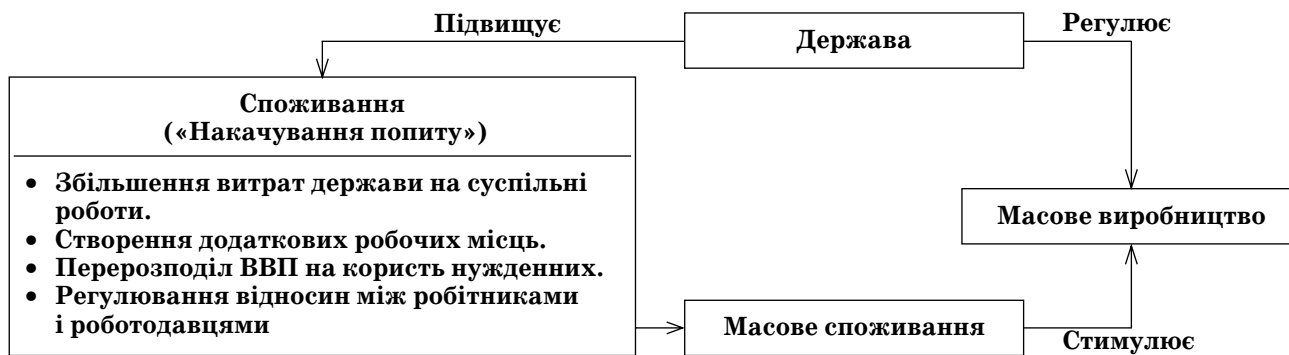 Підвищує
Держава
Регулює
Споживання
(«Накачування попиту»)
• Збільшення витрат держави на суспільні
роботи.
• Створення додаткових робочих місць.
• Перерозподіл ВВП на користь нужденних.
• Регулювання відносин між робітниками
і роботодавцями
Масове виробництво
Масове споживання
Стимулює